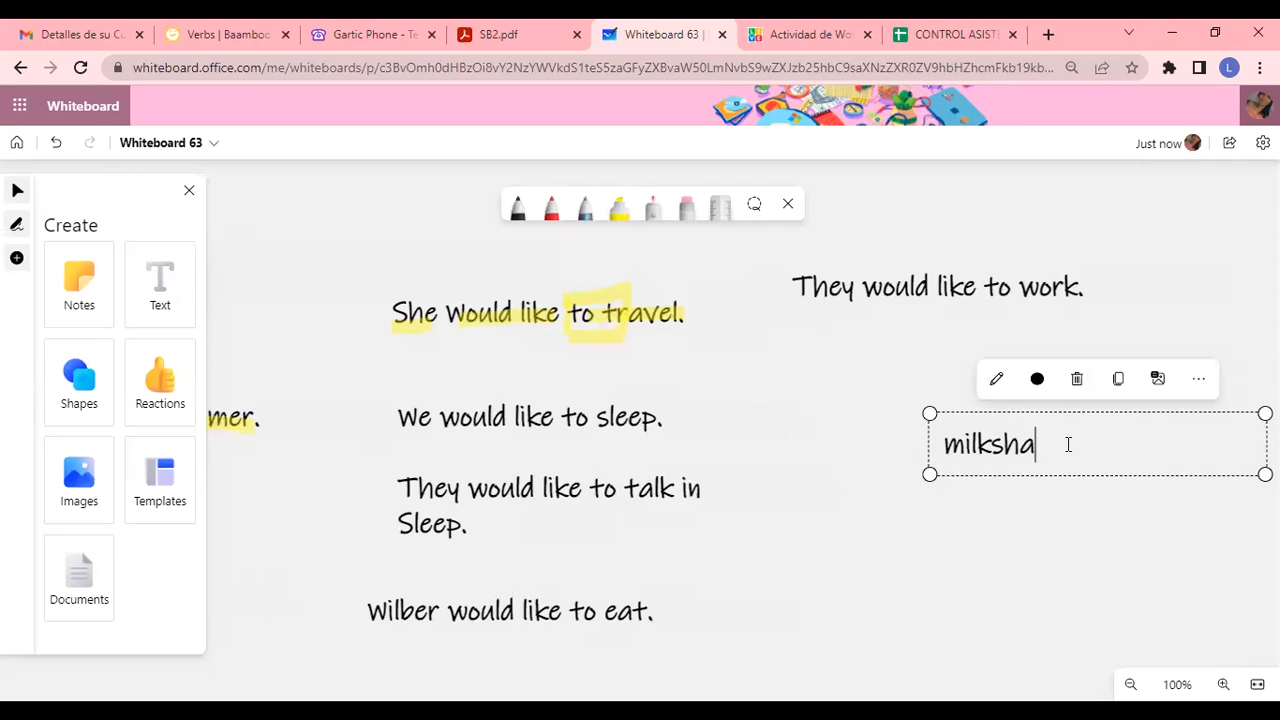 Detalles de su Cu
Verbs | Baambo
Gartic Phone - Te
SB2.pdf
Whiteboard 63 |
Actividad de Wo
CONTROL ASIST
whiteboard.office.com/me/whiteboards/p/
L
Whiteboard
Whiteboard 63
Just now
Create
Notes
Text
Shapes
Reactions
Images
Templates
Documents
They would like to work.
She would like to travel.
milksha
mer.
We would like to sleep.
They would like to talk in
Sleep.
Wilber would like to eat.
100%